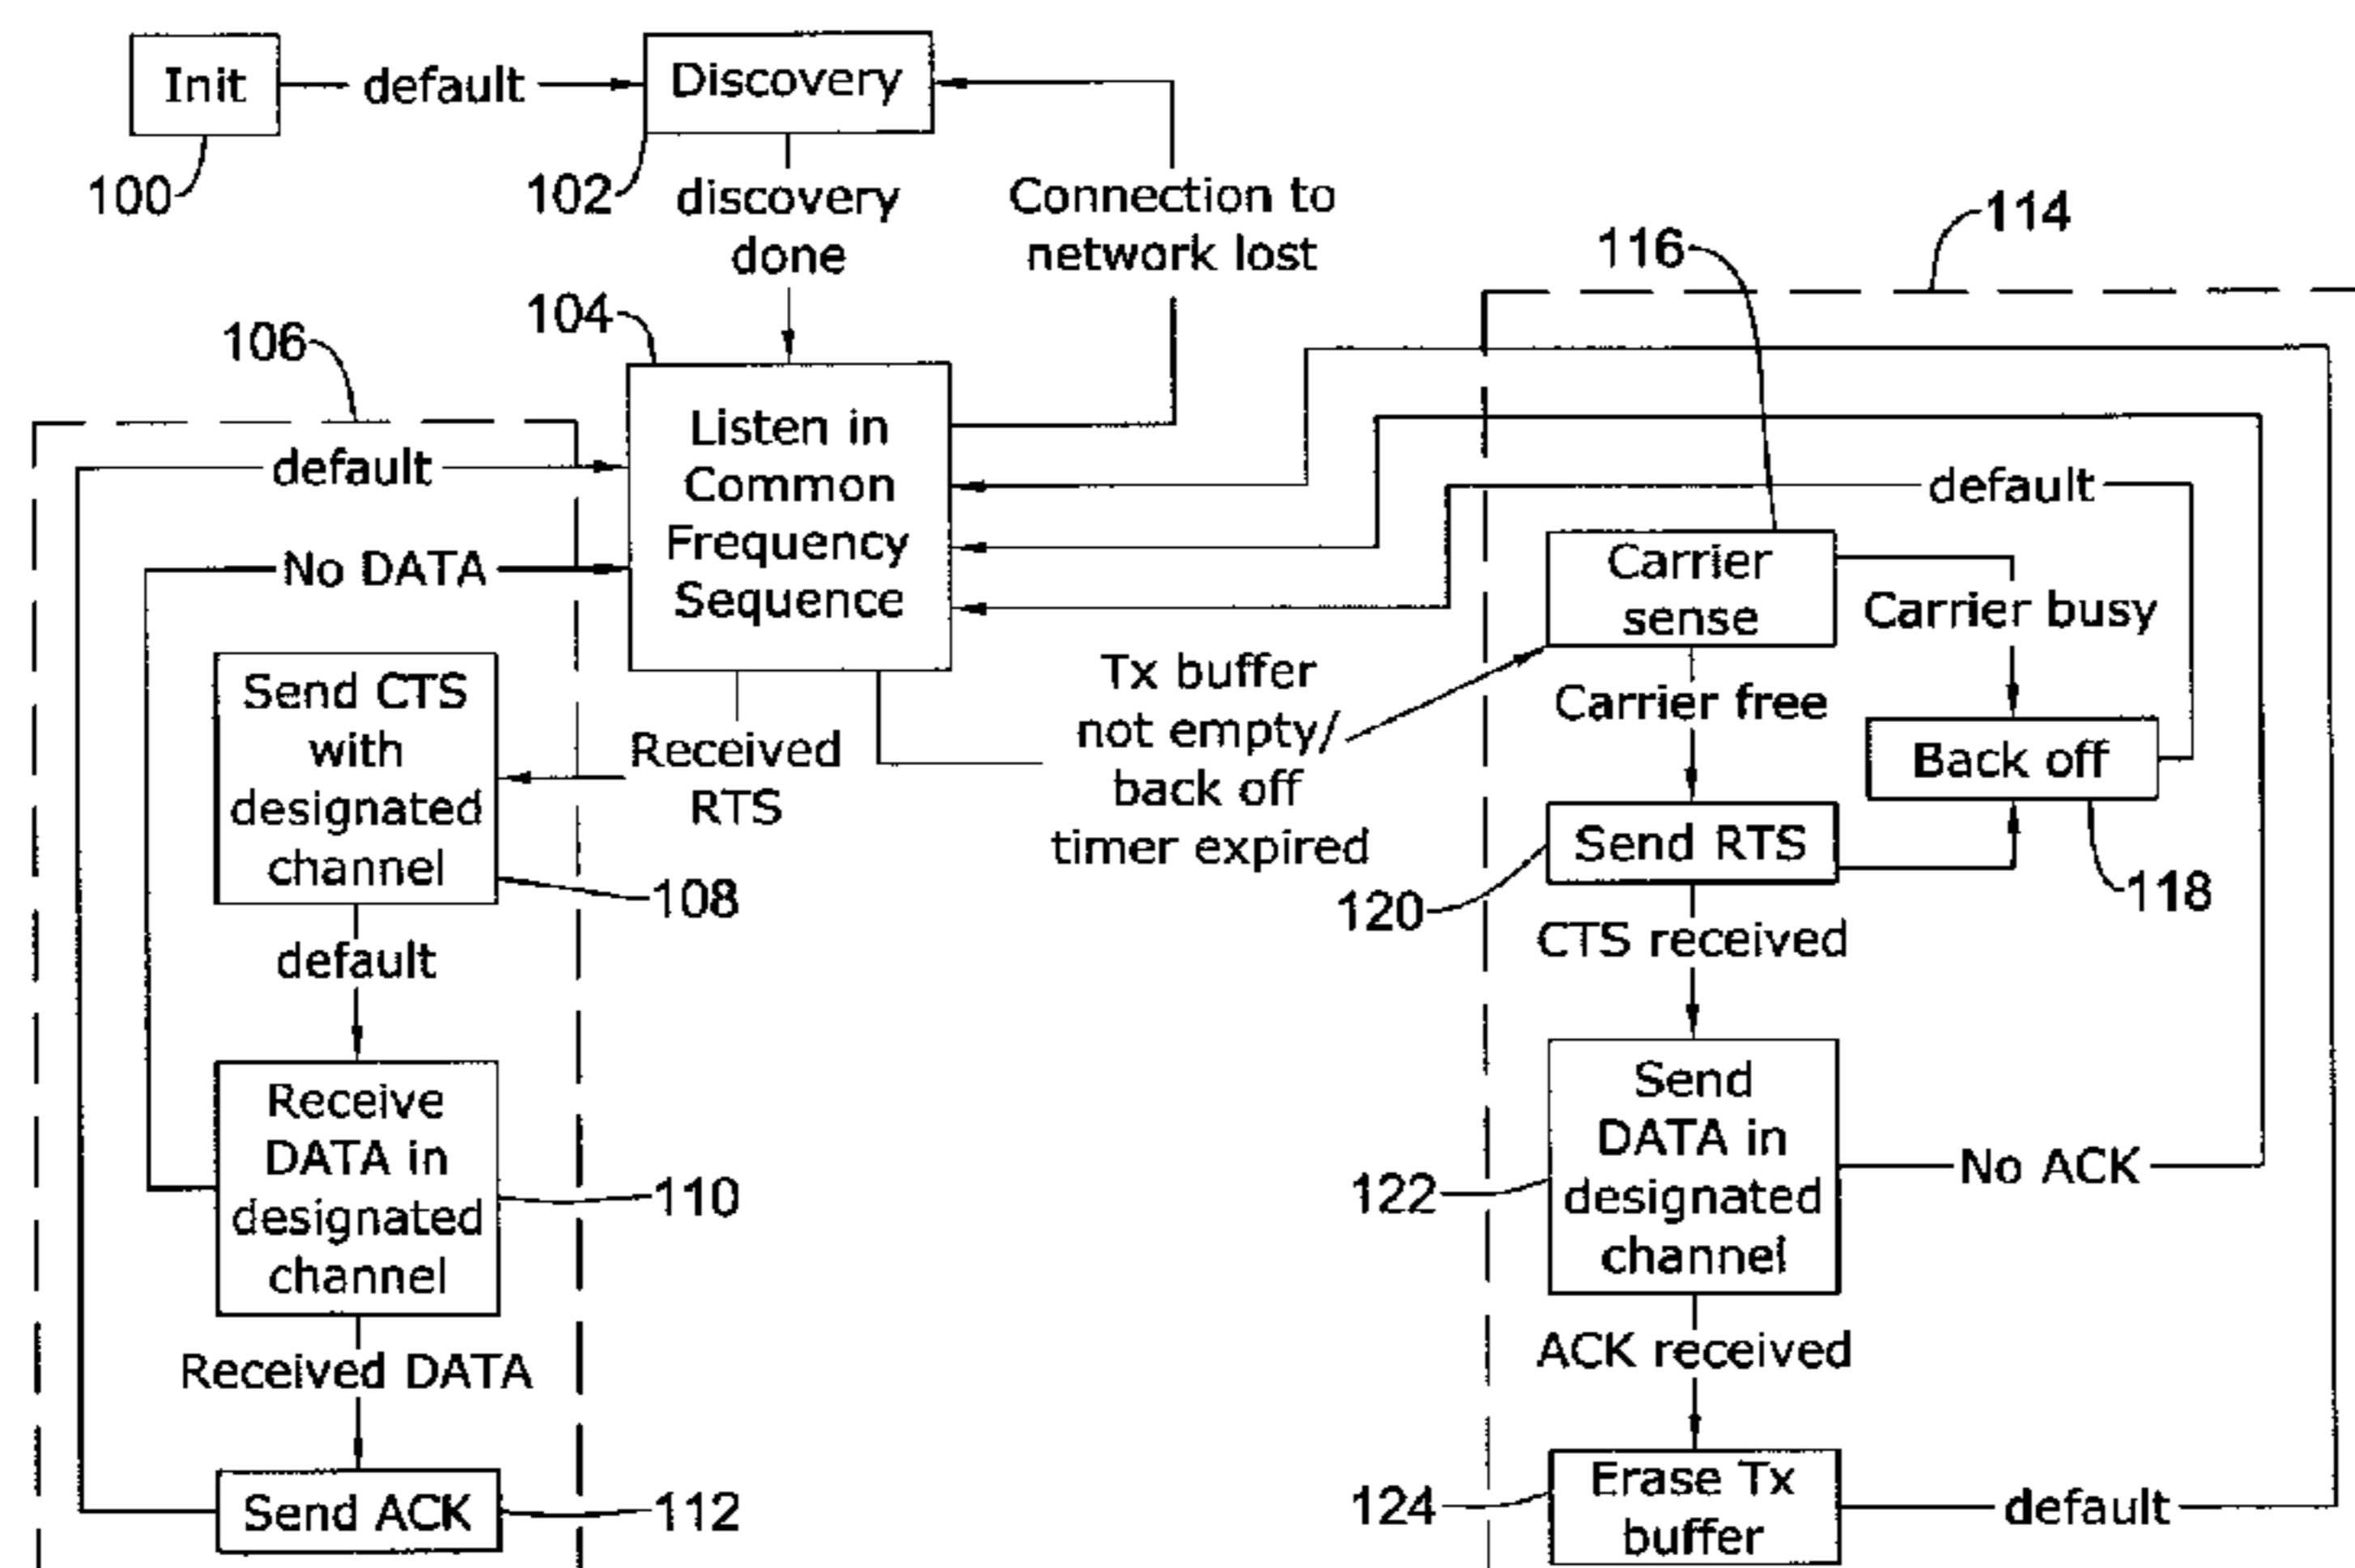 Init
default
Discovery
100
102
discovery
done
Connection to
network lost
114
116
104
106
Listen in
Common
Frequency
Sequence
default
No DATA
default
Carrier
sense
Carrier busy
Send CTS
with
designated
channel
Received
RTS
Tx buffer
not empty/
back off
timer expired
Carrier free
Back off
108
Send RTS
120
118
default
CTS received
Receive
DATA in
designated
channel
110
Send
DATA in
designated
channel
122
No ACK
Received DATA
ACK received
Send ACK
112
124
Erase Tx
buffer
default